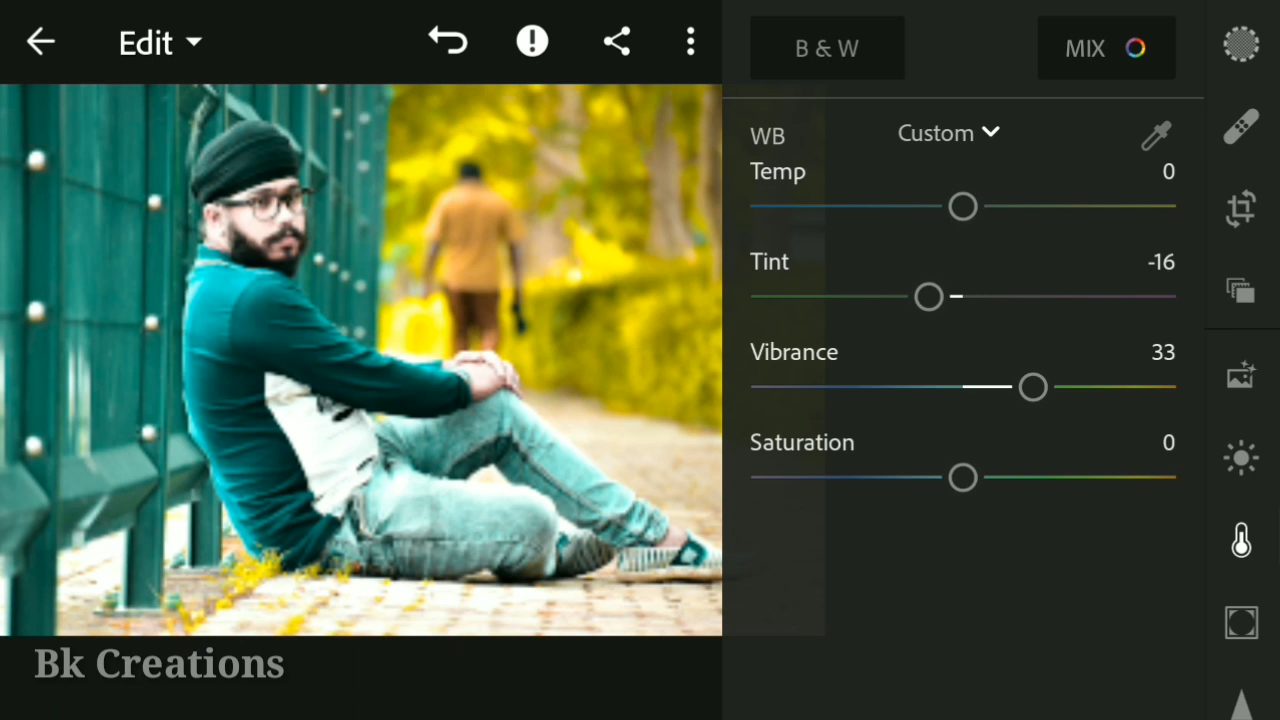 Edit
B & W
MIX
WB
Custom
Temp
0
Tint
-16
Vibrance
33
Saturation
0
Bk Creations